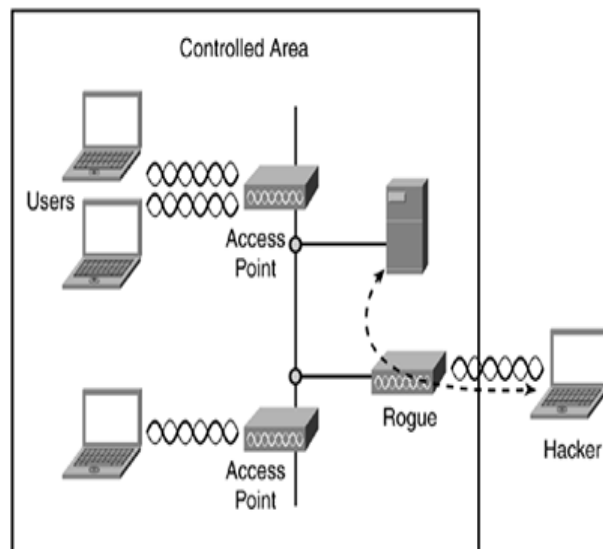 Controlled Area
Users
Access
Point
Rogue
Hacker
Access
Point